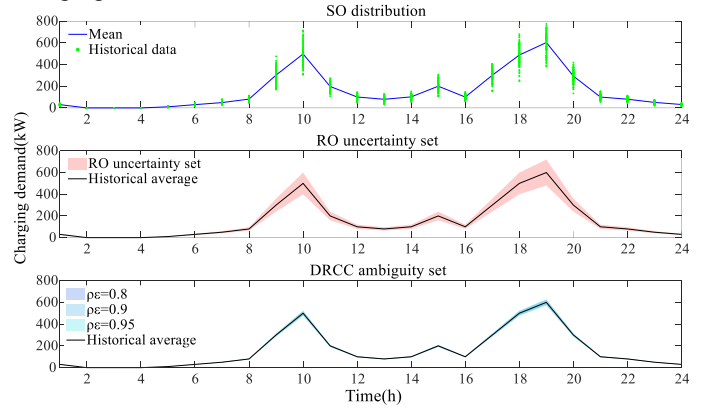 SO distribution
800
600
400
200
0
Mean
Historical data
2 4 6 8 10 12 14 16 18 20 22 24
RO uncertainty set
800
600
400
200
0
RO uncertainty set
Historical average
2 4 6 8 10 12 14 16 18 20 22 24
Charging demand(kW)
DRCC ambiguity set
800
600
400
200
0
ρε=0.8
ρε=0.9
ρε=0.95
Historical average
2 4 6 8 10 12 14 16 18 20 22 24
Time(h)